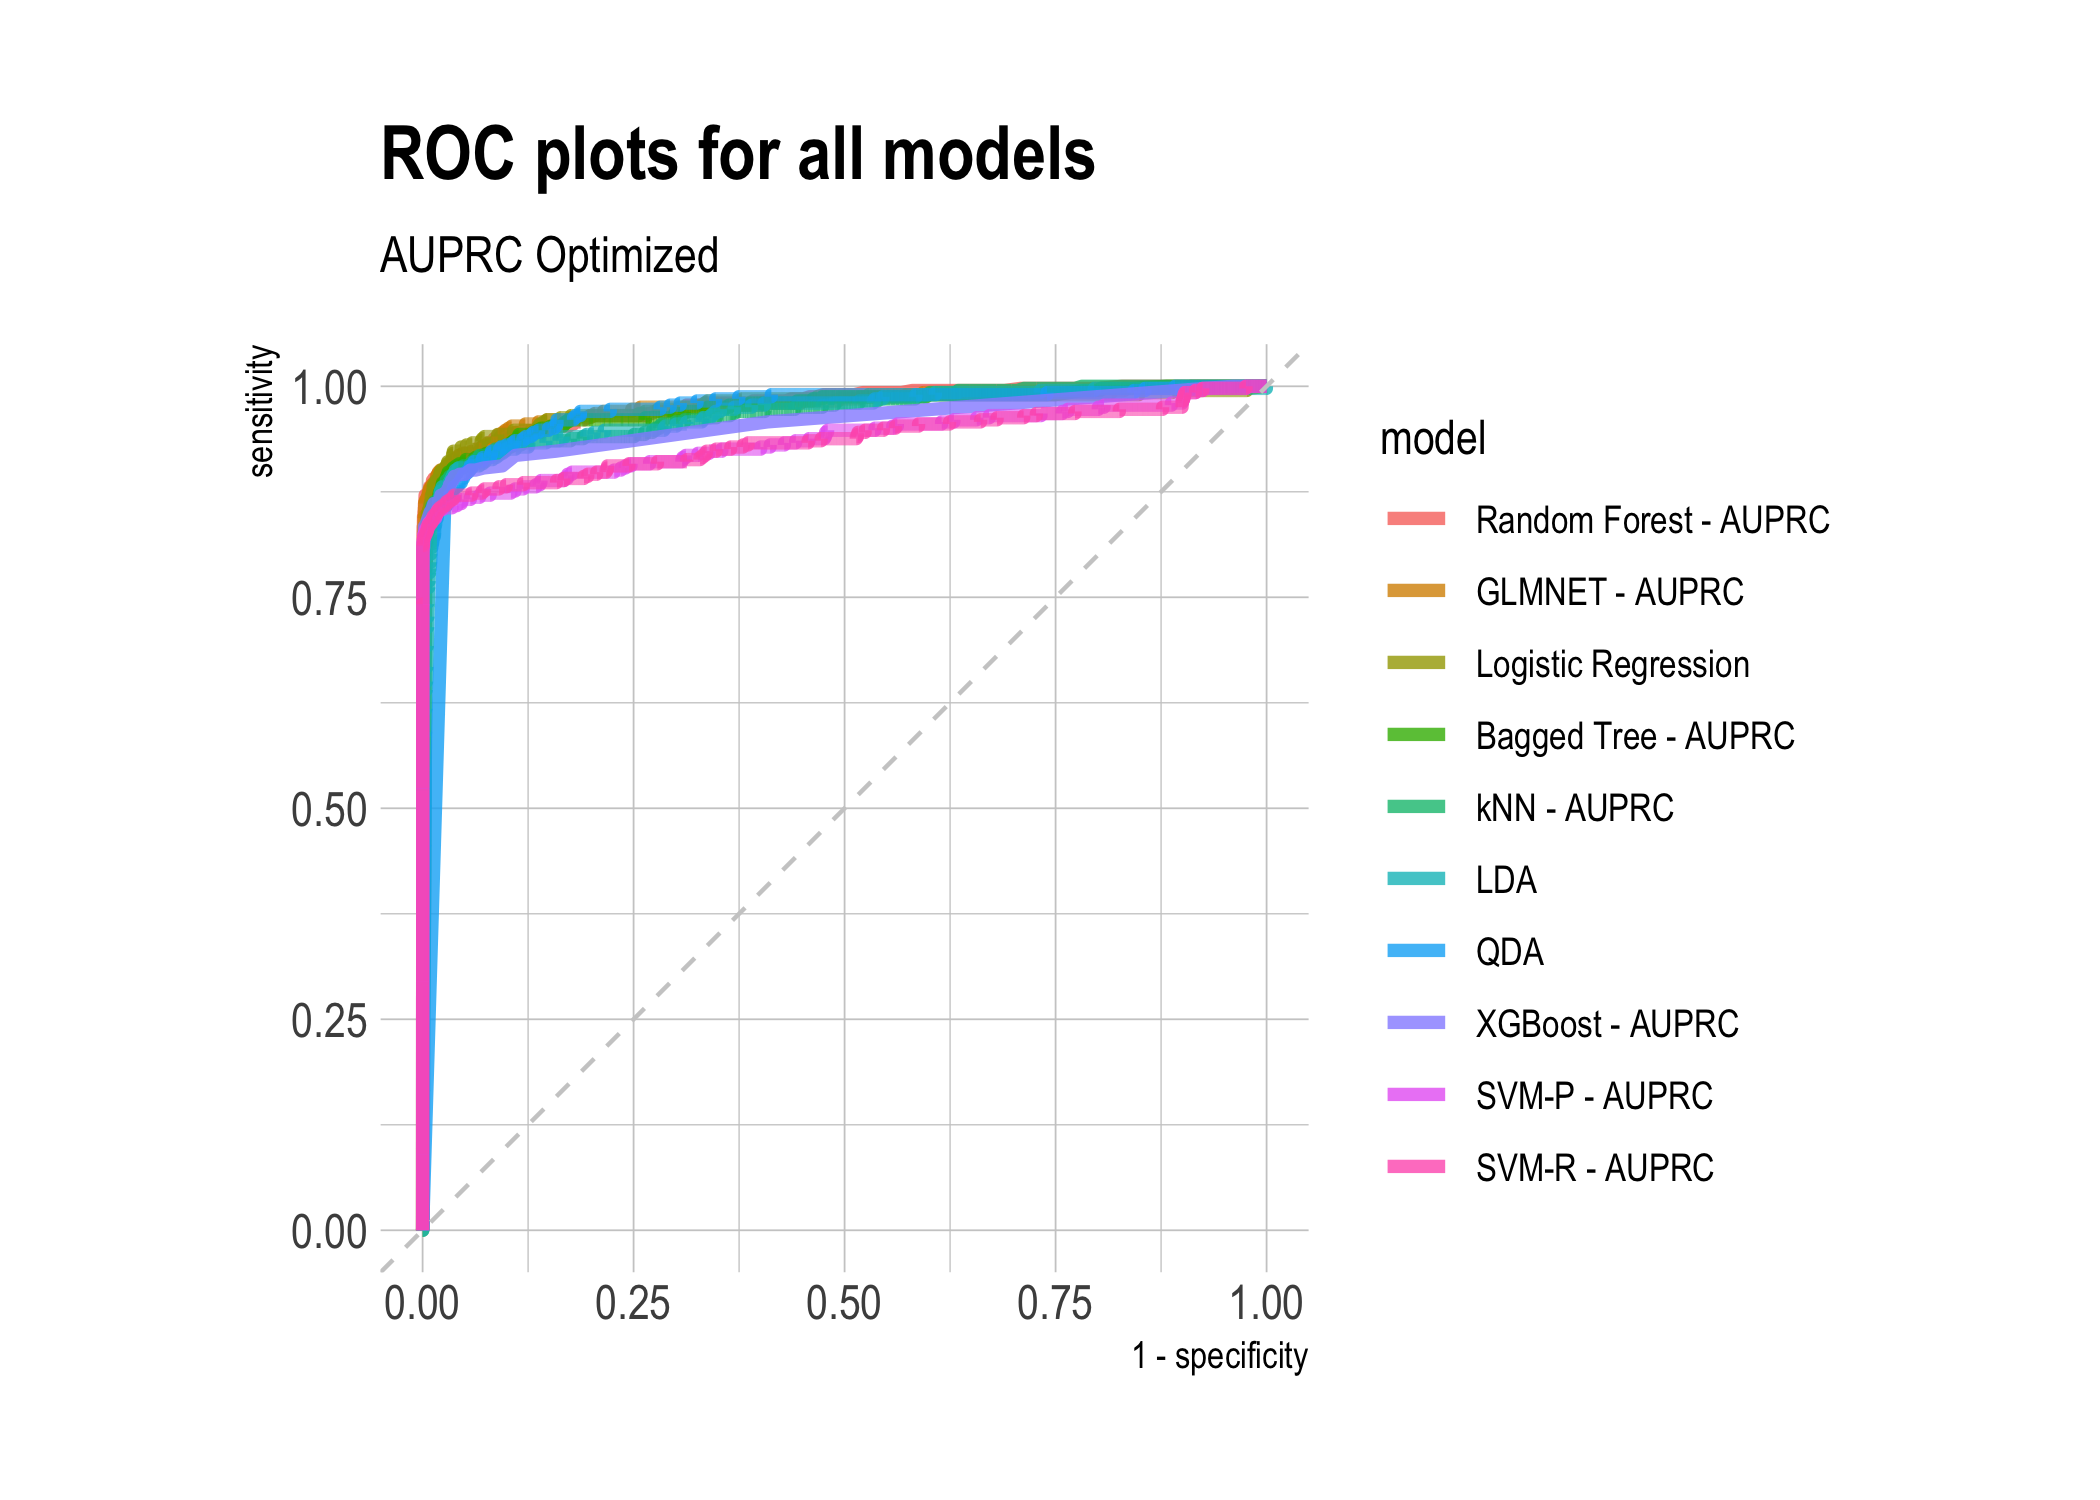 ROC plots for all models
AUPRC Optimized
sensitivity
1.00
0.75
0.50
0.25
0.00
0.00 0.25 0.50 0.75 1.00
1 - specificity
model
Random Forest - AUPRC
GLMNET - AUPRC
Logistic Regression
Bagged Tree - AUPRC
kNN - AUPRC
LDA
QDA
XGBoost - AUPRC
SVM-P - AUPRC
SVM-R - AUPRC